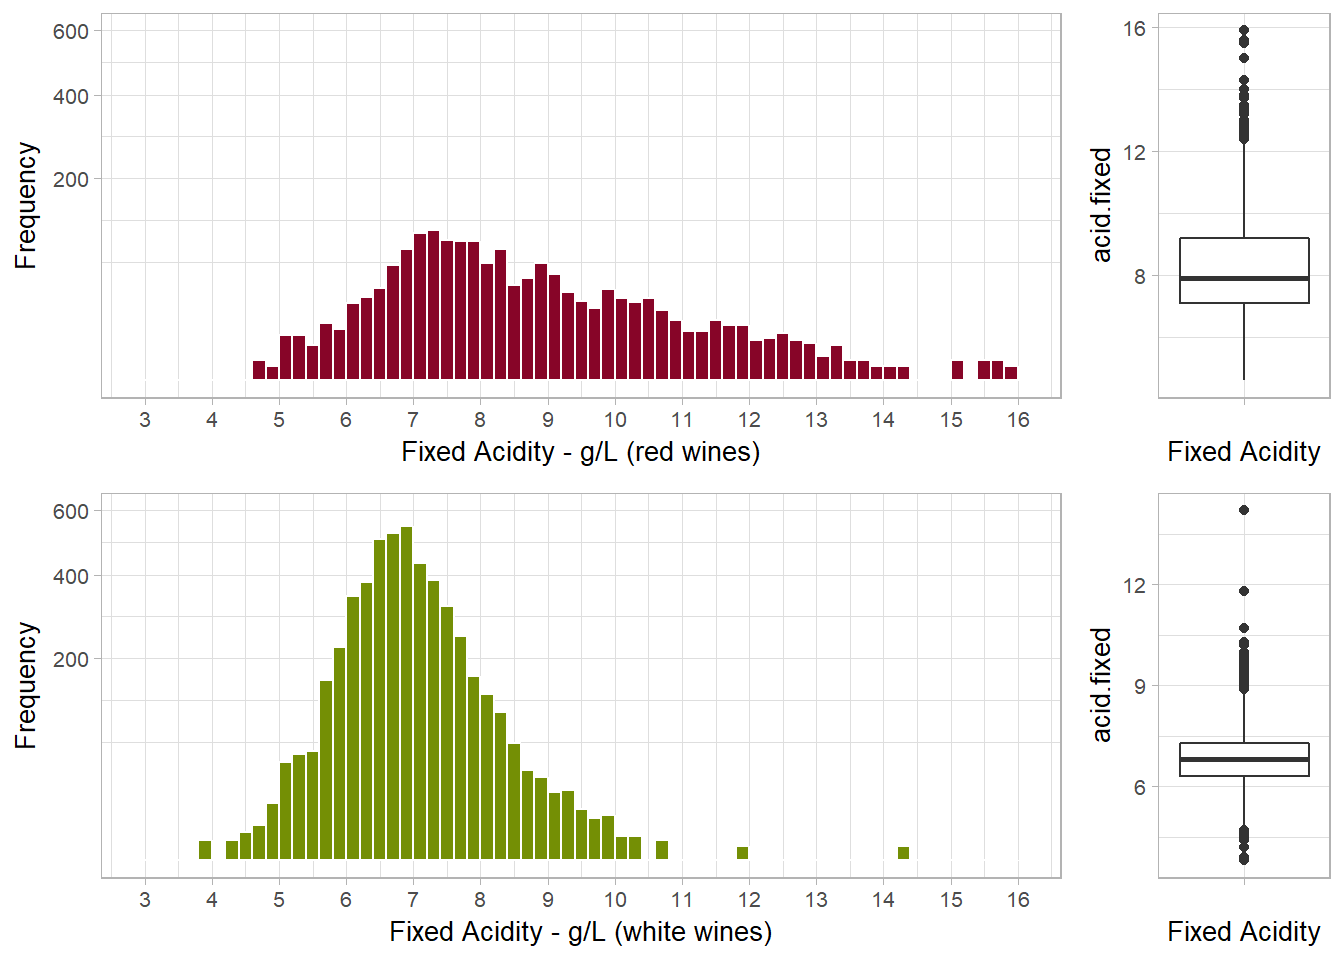 600
400
200
Frequency
3 4 5 6 7 8 9 10 11 12 13 14 15 16
Fixed Acidity - g/L (red wines)
16
12
8
acid.fixed
Fixed Acidity
600
400
200
Frequency
3 4 5 6 7 8 9 10 11 12 13 14 15 16
Fixed Acidity - g/L (white wines)
12
9
6
acid.fixed
Fixed Acidity